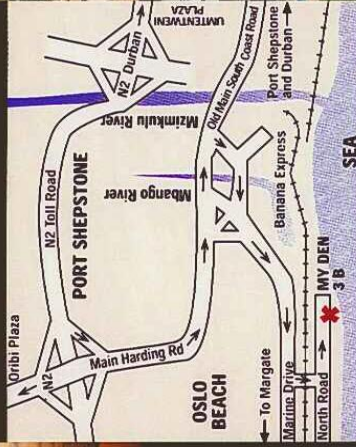 UMTENTWENI
PLAZA
N2 Durban
Old Main South Coast Road
Port Shepstone
and Durban
Mzimkulu River
Mbango River
Banana Express
SEA
N2 Toll Road
PORT SHEPSTONE
Oribi Plaza
N2
Main Harding Rd
OSLO
BEACH
To Margate
Marine Drive
North Road
MY DEN
3 B